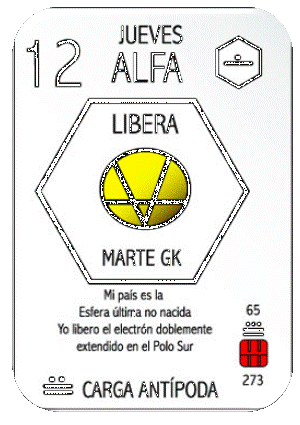 JUEVES
12
ALFA
LIBERA
MARTE GK
Mi país es la
Esfera última no nacida
Yo libero el electrón doblemente
extendido en el Polo Sur
65
273
CARGA ANTÍPODA